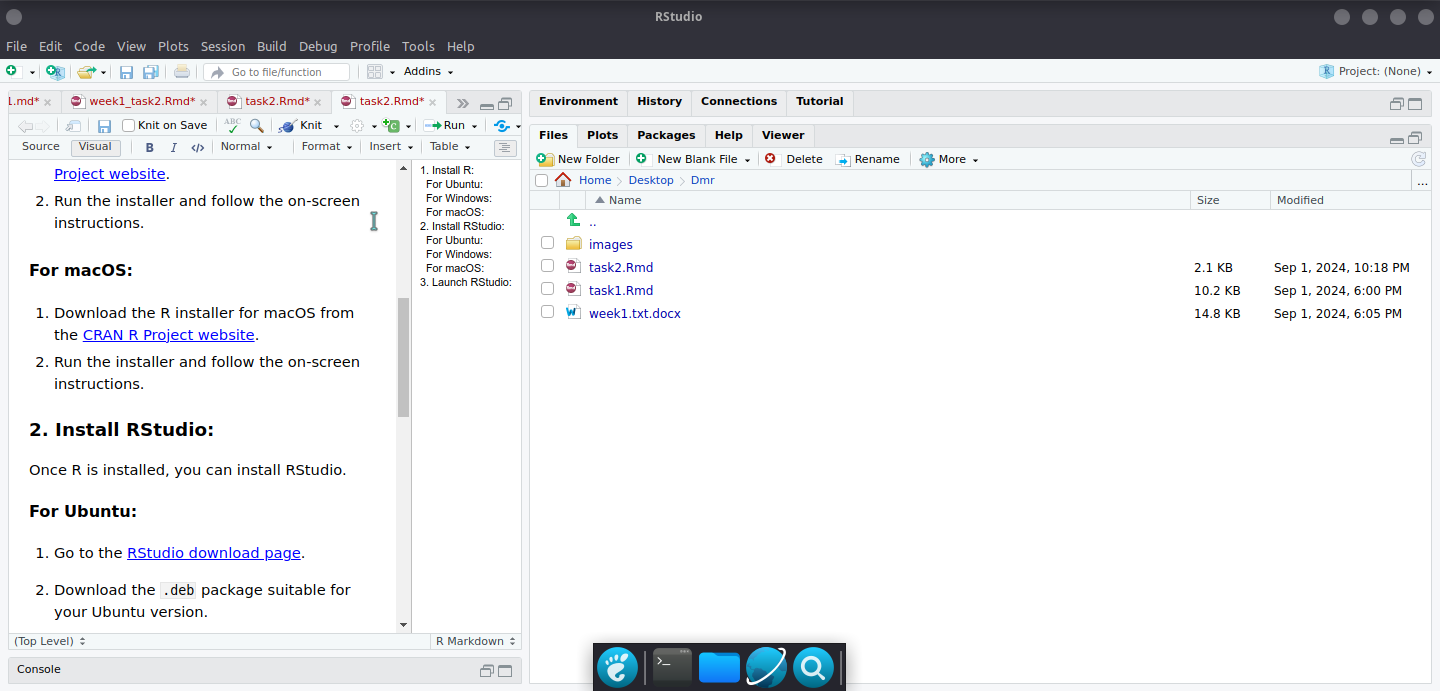 RStudio
File Edit Code View Plots Session Build Debug Profile Tools Help
Go to file/function Addins Project: (None)
1.md* week1_task2.Rmd* task2.Rmd* task2.Rmd*
Knit on Save ABC Knit Run
Source Visual B I </> Normal Format Insert Table
Project website.
2. Run the installer and follow the on-screen
instructions.
For macOS:
1. Download the R installer for macOS from
the CRAN R Project website.
2. Run the installer and follow the on-screen
instructions.
2. Install RStudio:
Once R is installed, you can install RStudio.
For Ubuntu:
1. Go to the RStudio download page.
2. Download the .deb package suitable for
your Ubuntu version.
1. Install R:
For Ubuntu:
For Windows:
For macOS:
2. Install RStudio:
For Ubuntu:
For Windows:
For macOS:
3. Launch RStudio:
(Top Level) R Markdown
Console
Environment History Connections Tutorial
Files Plots Packages Help Viewer
New Folder New Blank File Delete Rename More
Home Desktop Dmr ...
Name Size Modified
..
images
task2.Rmd 2.1 KB Sep 1, 2024, 10:18 PM
task1.Rmd 10.2 KB Sep 1, 2024, 6:00 PM
week1.txt.docx 14.8 KB Sep 1, 2024, 6:05 PM